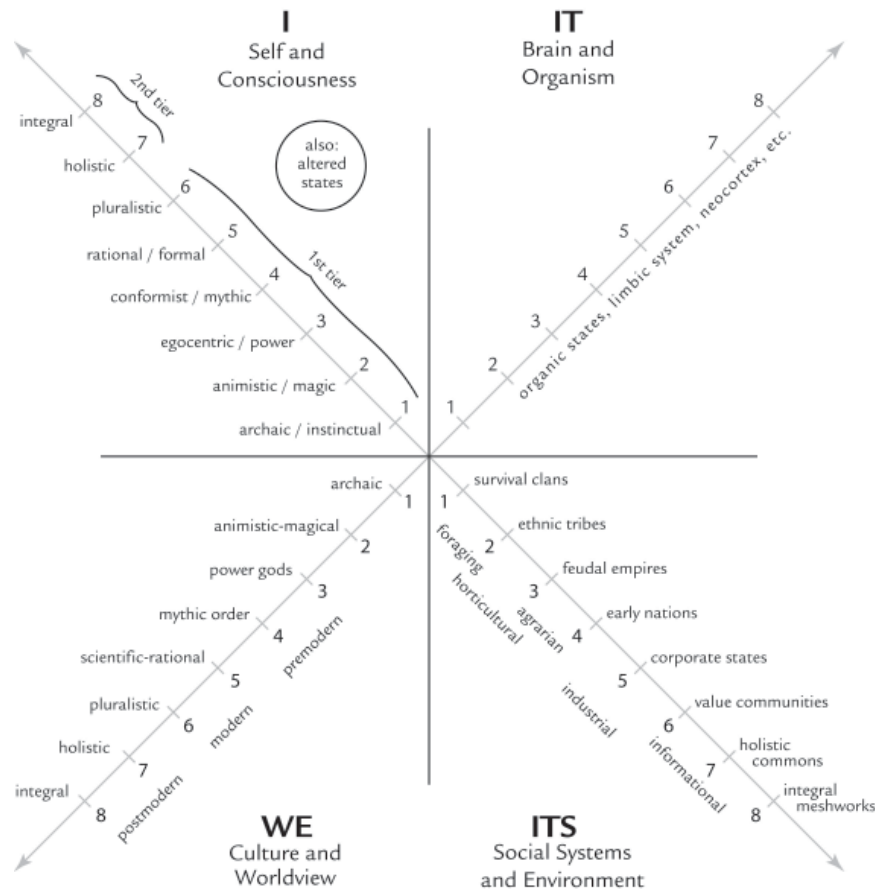 I
Self and
Consciousness
IT
Brain and
Organism
2nd tier
also:
altered
states
1st tier
8
integral
7
holistic
6
pluralistic
5
rational / formal
4
conformist / mythic
3
egocentric / power
2
animistic / magic
1
archaic / instinctual
8
7
6
5
4
3
2
1
organic states, limbic system, neocortex, etc.
archaic
1
animistic-magical
2
power gods
3
mythic order
4
scientific-rational
5
pluralistic
6
holistic
7
integral
8
premodern
modern
postmodern
survival clans
1
ethnic tribes
2
feudal empires
3
early nations
4
corporate states
5
value communities
6
holistic
commons
7
integral
meshworks
8
foraging
horticultural
agrarian
industrial
informational
WE
Culture and
Worldview
ITS
Social Systems
and Environment